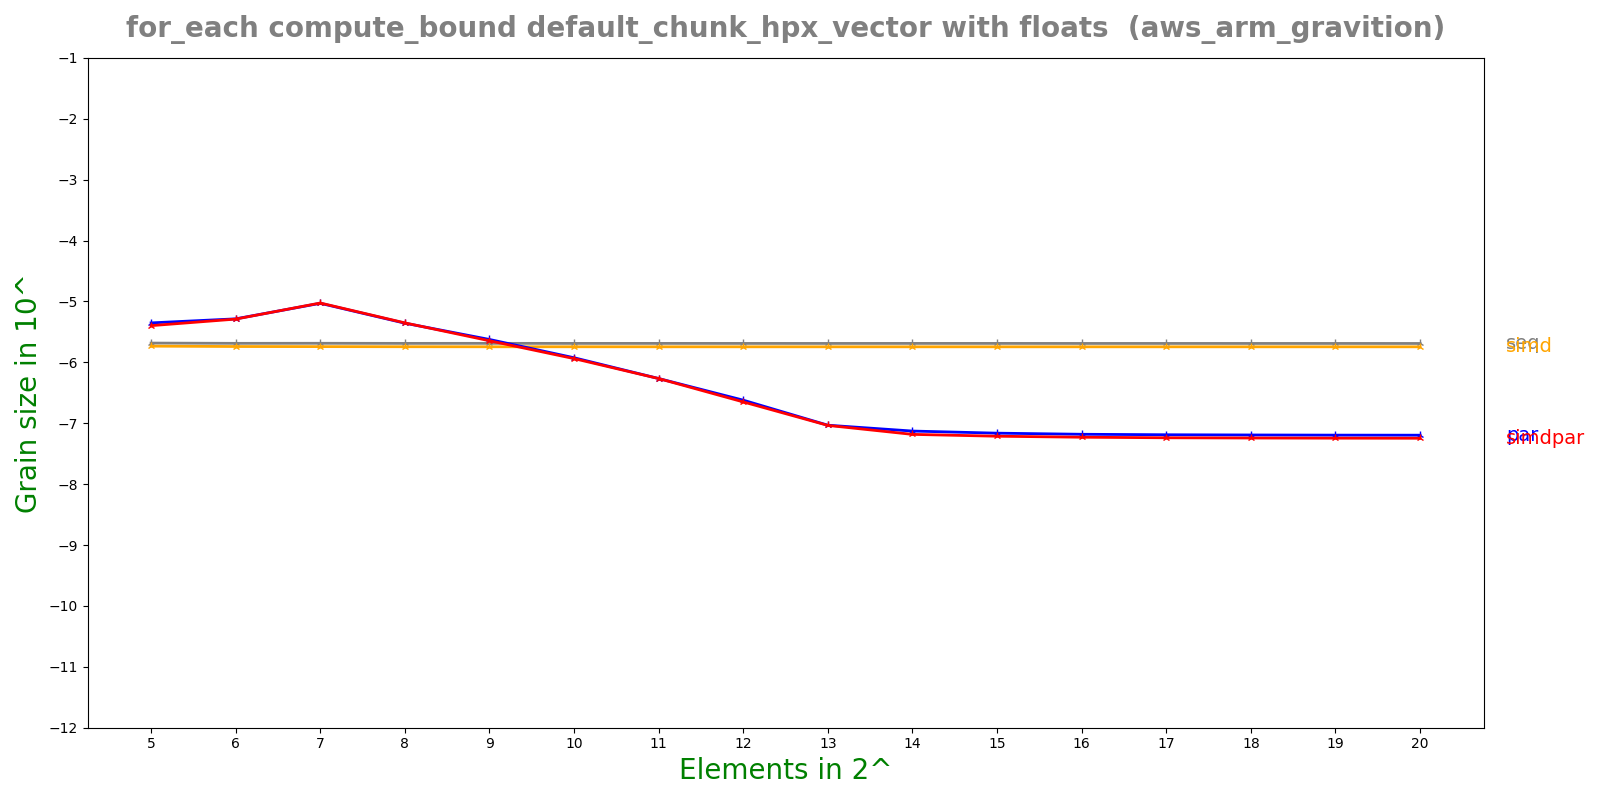 for_each compute_bound default_chunk_hpx_vector with floats  (aws_arm_gravition)
Grain size in 10^
−1
−2
−3
−4
−5
−6
−7
−8
−9
−10
−11
−12
seq
simd
par
simdpar
5 6 7 8 9 10 11 12 13 14 15 16 17 18 19 20
Elements in 2^